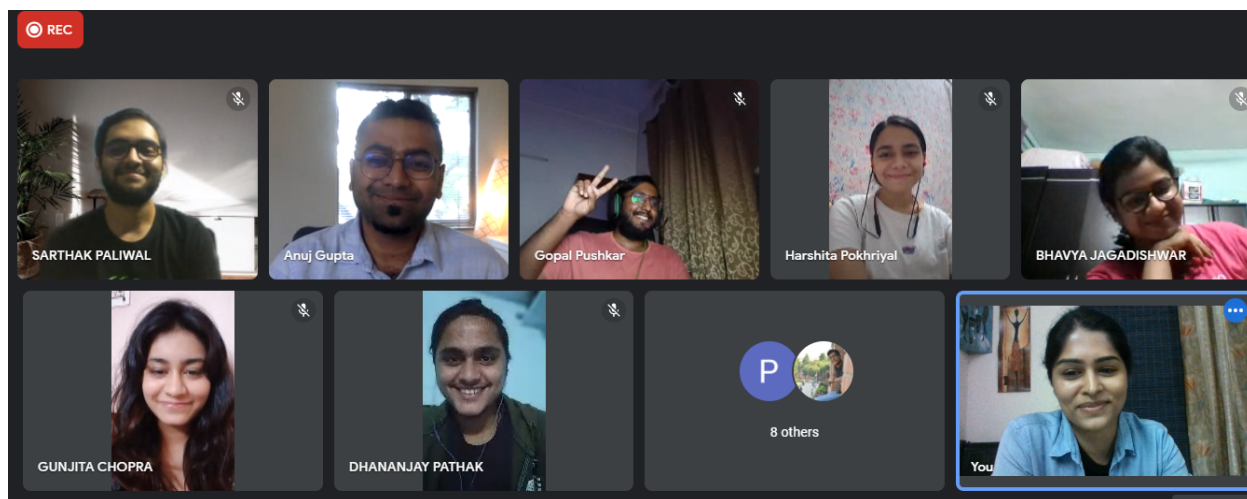 REC
SARTHAK PALIWAL
Anuj Gupta
Gopal Pushkar
Harshita Pokhriyal
BHAVYA JAGADISHWAR
GUNJITA CHOPRA
DHANANJAY PATHAK
P
8 others
You